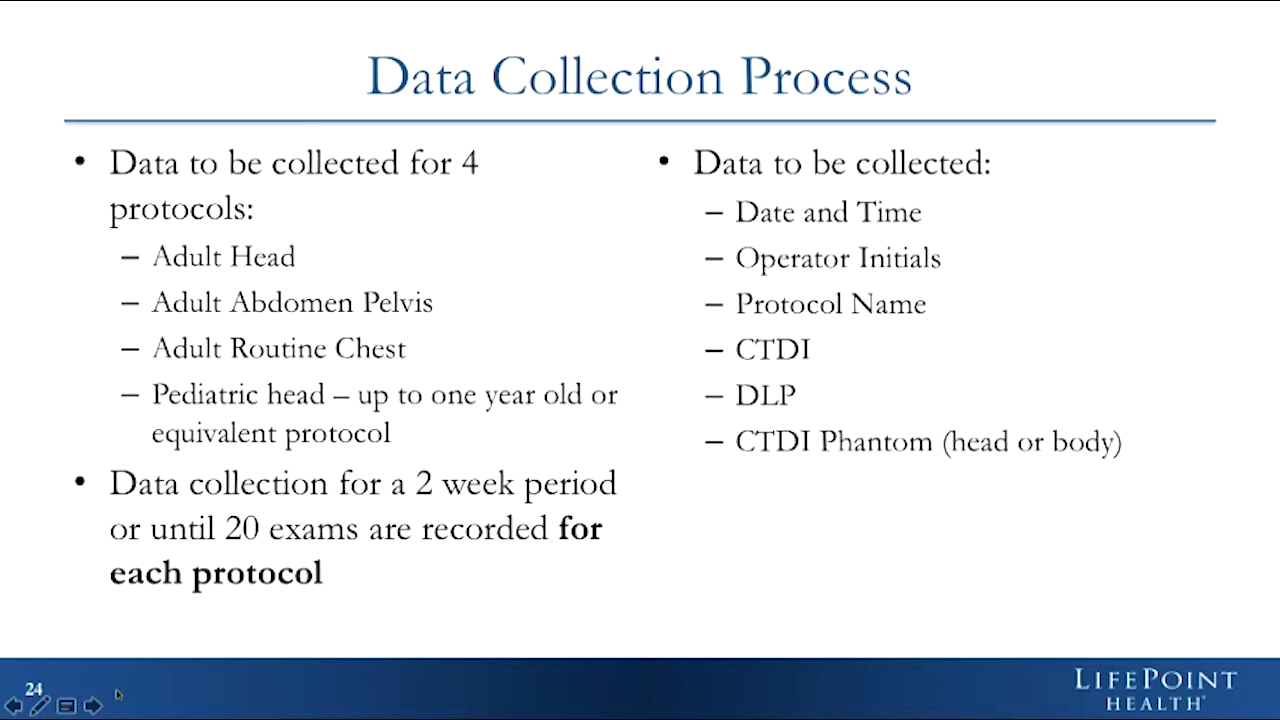 Data Collection Process
• Data to be collected for 4
protocols:
– Adult Head
– Adult Abdomen Pelvis
– Adult Routine Chest
– Pediatric head – up to one year old or
equivalent protocol
• Data collection for a 2 week period
or until 20 exams are recorded for
each protocol
• Data to be collected:
– Date and Time
– Operator Initials
– Protocol Name
– CTDI
– DLP
– CTDI Phantom (head or body)
24
LIFEPOINT
HEALTH®